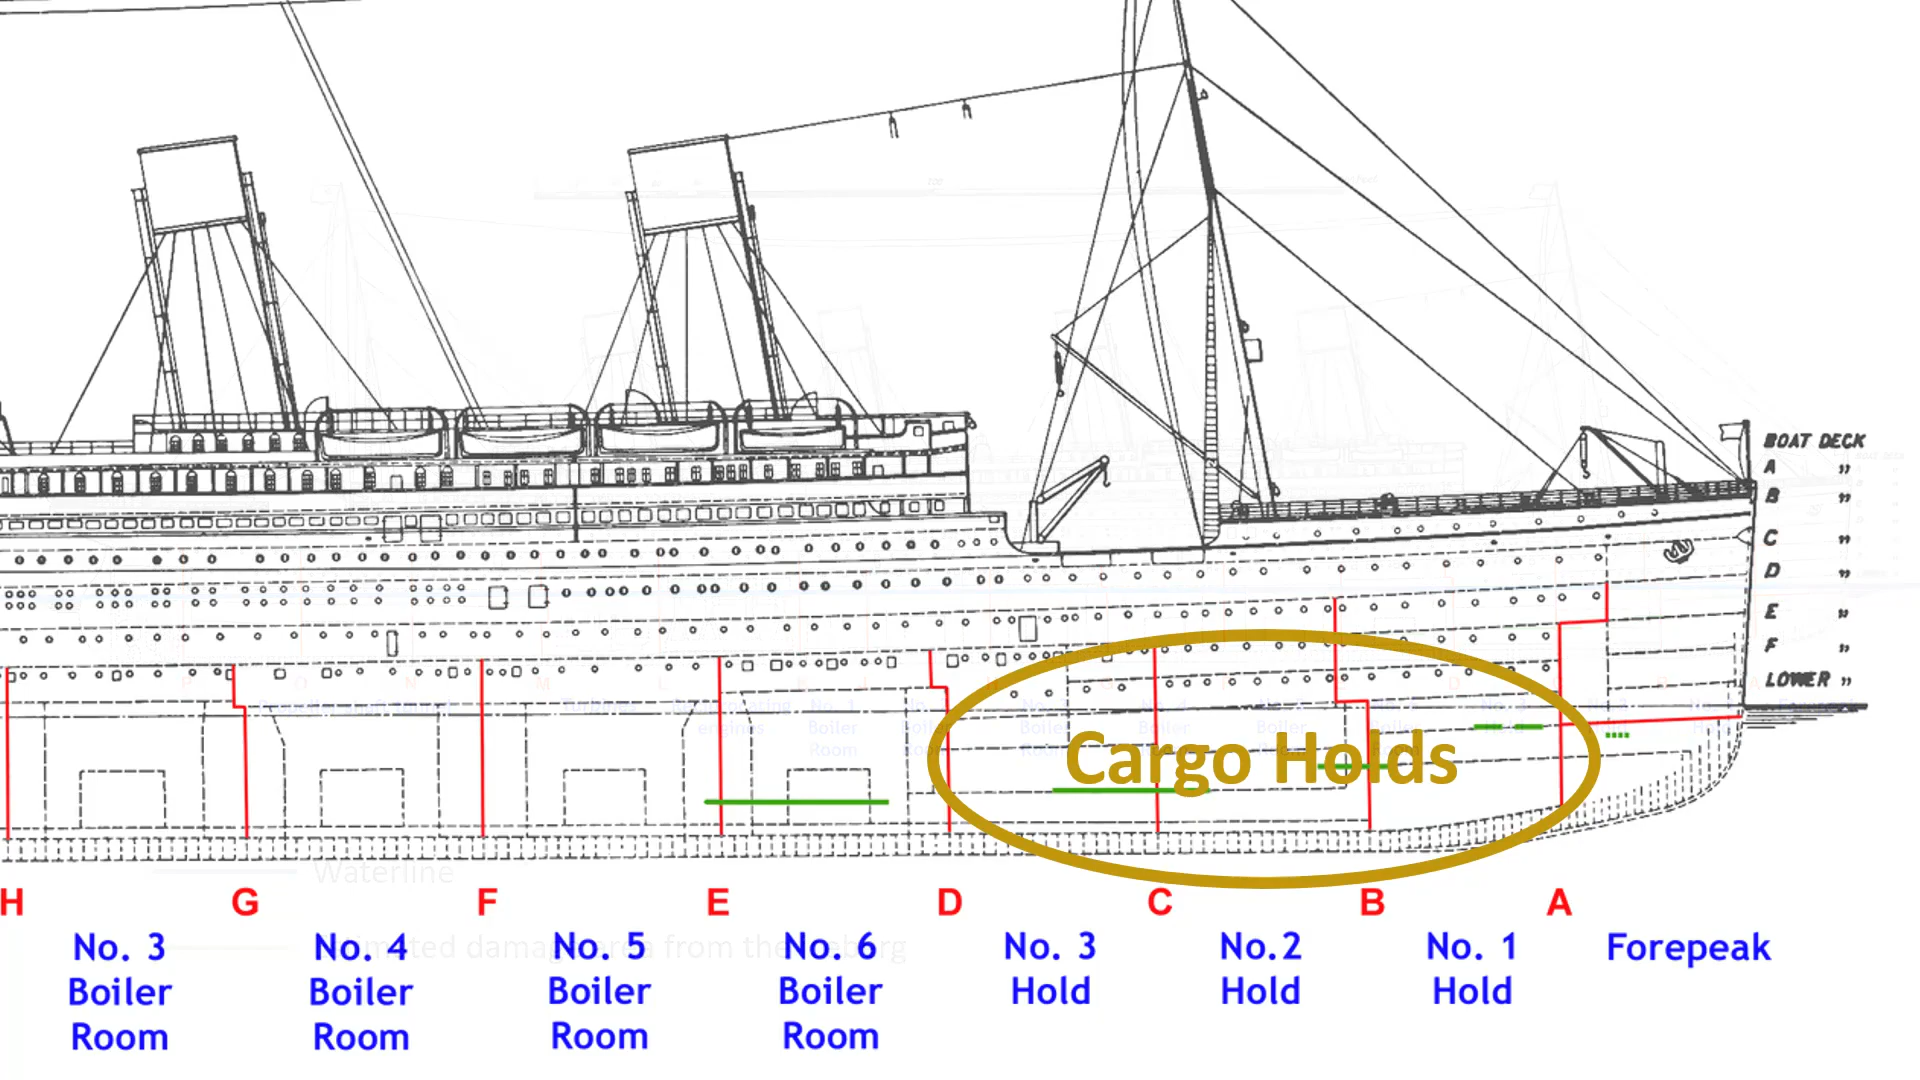 BOAT DECK
A "
B "
C "
D "
E "
F "
LOWER "
Cargo Holds
Waterline
H G F E D C B A
No. 3 Boiler Room
No. 4 Boiler Room
No. 5 Boiler Room
No. 6 Boiler Room
No. 3 Hold
No.2 Hold
No. 1 Hold
Forepeak